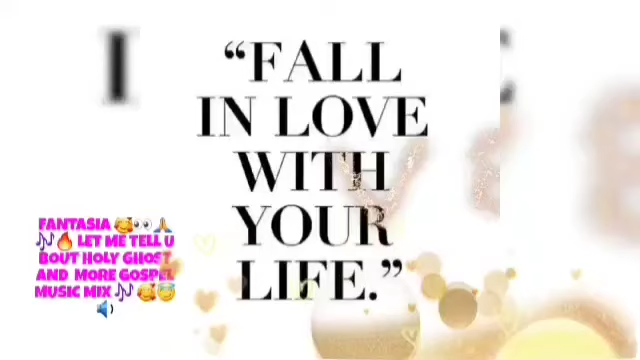 “FALL
IN LOVE
WITH
YOUR
LIFE.”
FANTASIA 🥰👀🙏
🎶🔥 LET ME TELL U
BOUT HOLY GHOST
AND MORE GOSPEL
MUSIC MIX 🎶🥰😇
🔊